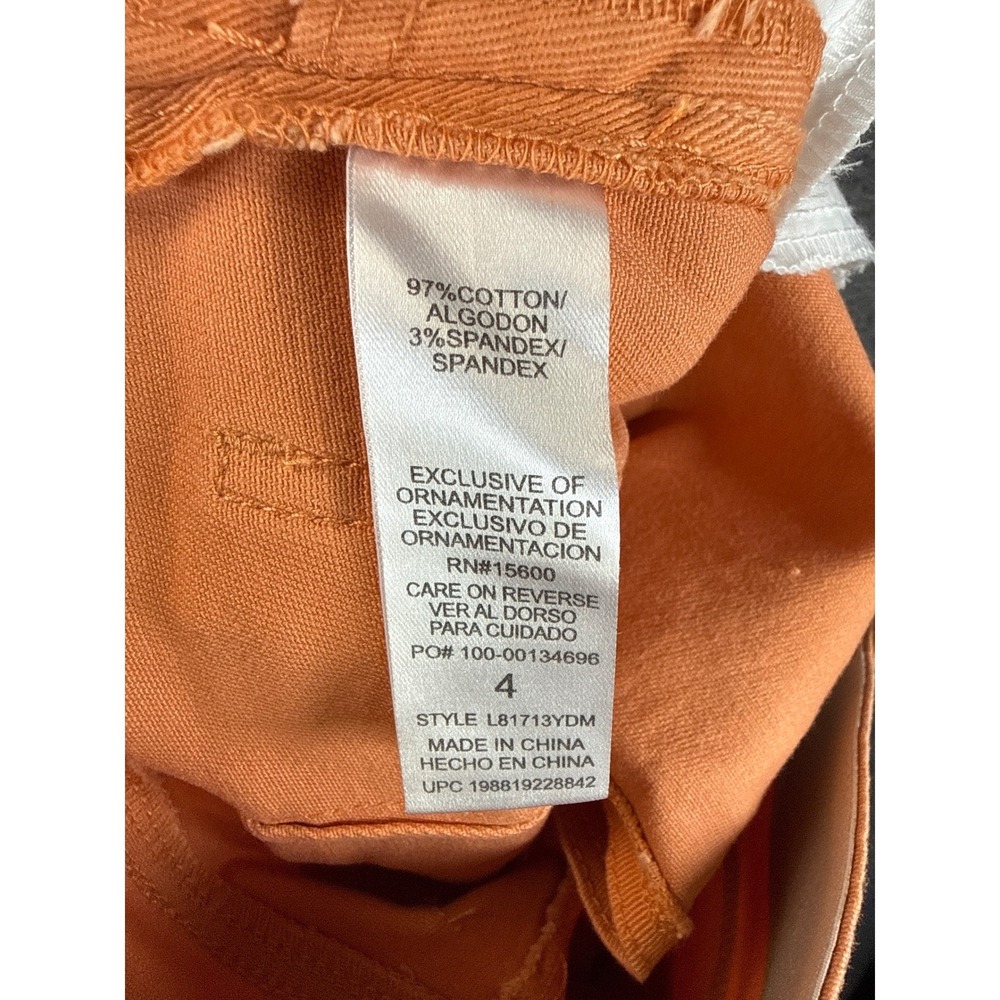 97%COTTON/
ALGODON
3%SPANDEX/
SPANDEX
EXCLUSIVE OF
ORNAMENTATION
EXCLUSIVO DE
ORNAMENTACION
RN#15600
CARE ON REVERSE
VER AL DORSO
PARA CUIDADO
PO# 100-00134696
4
STYLE L81713YDM
MADE IN CHINA
HECHO EN CHINA
UPC 198819228842